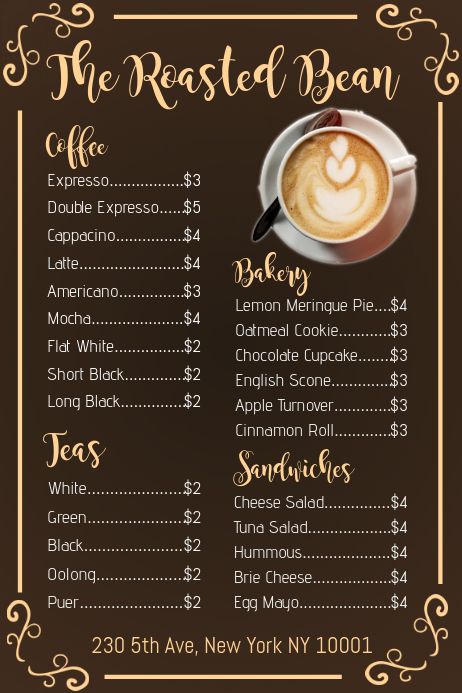 The Roasted Bean
Coffee
Expresso.................$3
Double Expresso......$5
Cappacino...............$4
Latte.......................$4
Americano..............$3
Mocha....................$4
Flat White...............$2
Short Black.............$2
Long Black..............$2
Teas
White.....................$2
Green.....................$2
Black......................$2
Oolong...................$2
Puer.......................$2
Bakery
Lemon Meringue Pie....$4
Oatmeal Cookie............$3
Chocolate Cupcake.......$3
English Scone...............$3
Apple Turnover.............$3
Cinnamon Roll.............$3
Sandwiches
Cheese Salad...............$4
Tuna Salad...................$4
Hummous....................$4
Brie Cheese.................$4
Egg Mayo....................$4
230 5th Ave, New York NY 10001